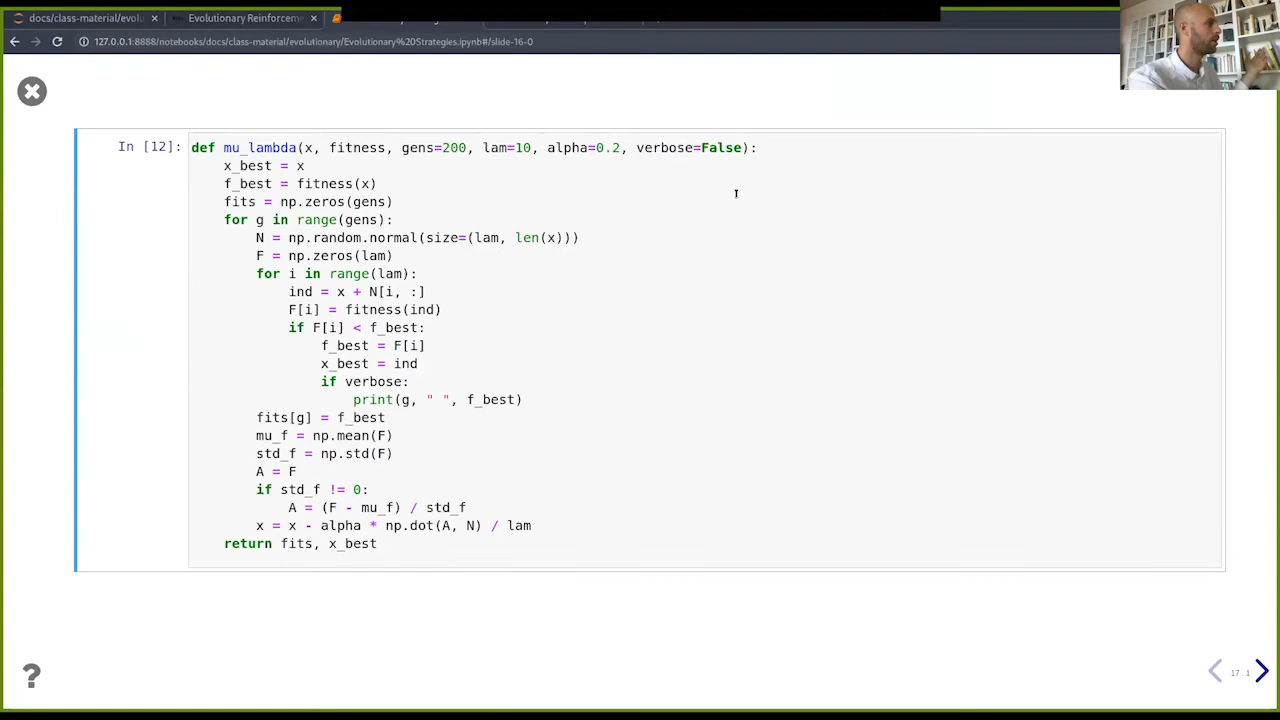 docs/class-material/evolu
Evolutionary Reinforceme
127.0.0.1:8888/notebooks/docs/class-material/evolutionary/Evolutionary%20Strategies.ipynb#/slide-16-0
In [12]:
def mu_lambda(x, fitness, gens=200, lam=10, alpha=0.2, verbose=False):
    x_best = x
    f_best = fitness(x)
    fits = np.zeros(gens)
    for g in range(gens):
        N = np.random.normal(size=(lam, len(x)))
        F = np.zeros(lam)
        for i in range(lam):
            ind = x + N[i, :]
            F[i] = fitness(ind)
            if F[i] < f_best:
                f_best = F[i]
                x_best = ind
                if verbose:
                    print(g, " ", f_best)
        fits[g] = f_best
        mu_f = np.mean(F)
        std_f = np.std(F)
        A = F
        if std_f != 0:
            A = (F - mu_f) / std_f
        x = x - alpha * np.dot(A, N) / lam
    return fits, x_best
?
17.1